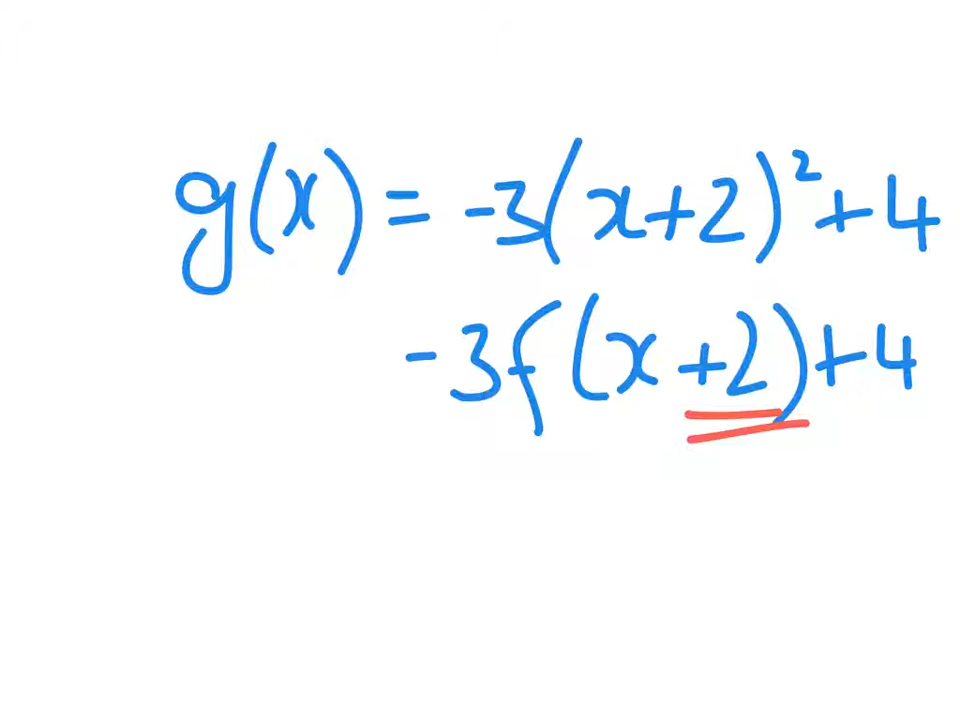 g(x) = -3(x+2)² +4
-3f(x+2)+4